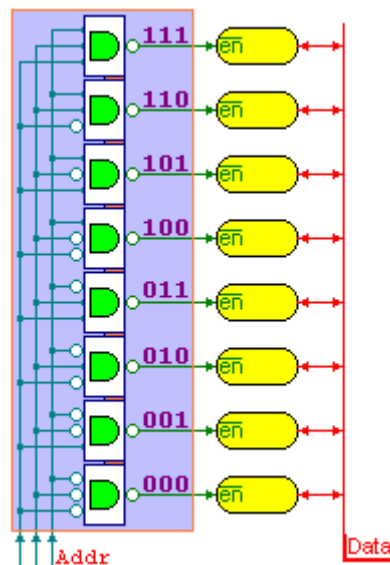 111 en
110 en
101 en
100 en
011 en
010 en
001 en
000 en
Addr
Data